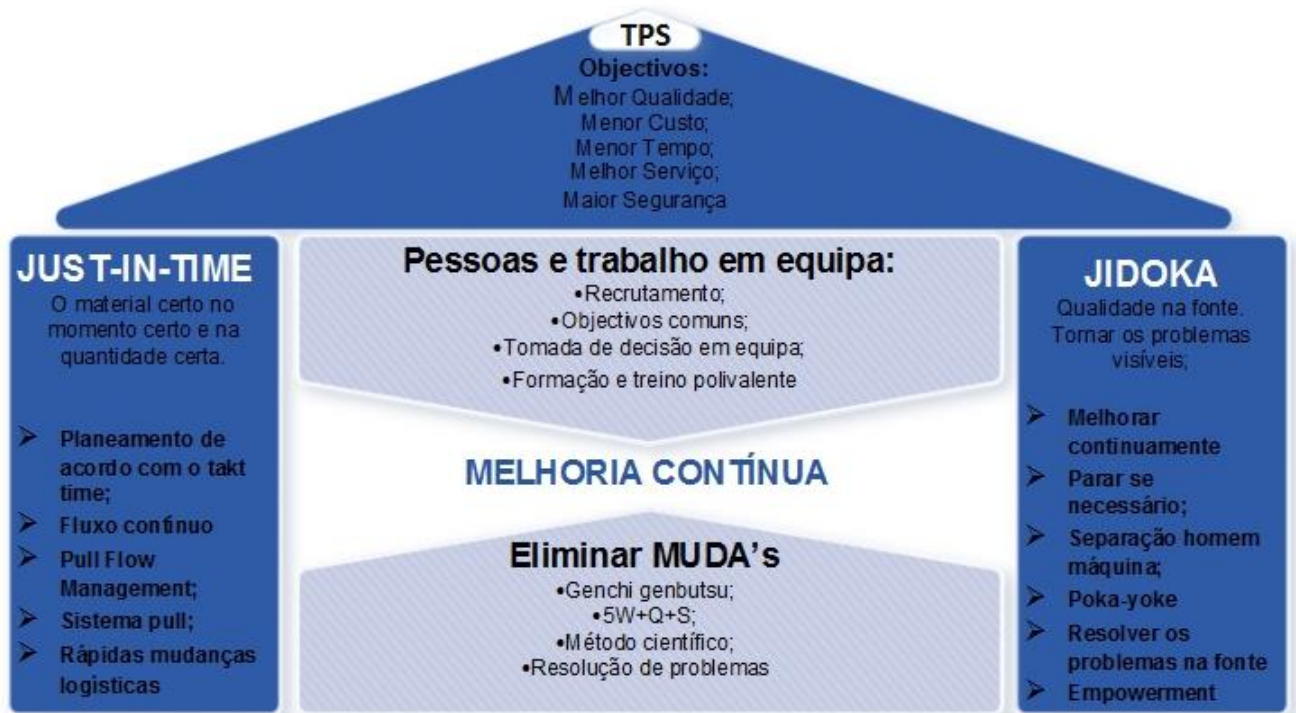 TPS
Objectivos:
Melhor Qualidade;
Menor Custo;
Menor Tempo;
Melhor Serviço;
Maior Segurança
JUST-IN-TIME
O material certo no
momento certo e na
quantidade certa.
➢ Planeamento de
acordo com o takt
time;
➢ Fluxo contínuo
➢ Pull Flow
Management;
➢ Sistema pull;
➢ Rápidas mudanças
logísticas
Pessoas e trabalho em equipa:
•Recrutamento;
•Objectivos comuns;
•Tomada de decisão em equipa;
•Formação e treino polivalente
MELHORIA CONTÍNUA
Eliminar MUDA's
•Genchi genbutsu;
•5W+Q+S;
•Método científico;
•Resolução de problemas
JIDOKA
Qualidade na fonte.
Tornar os problemas
visíveis;
➢ Melhorar
continuamente
➢ Parar se
necessário;
➢ Separação homem
máquina;
➢ Poka-yoke
➢ Resolver os
problemas na fonte
➢ Empowerment